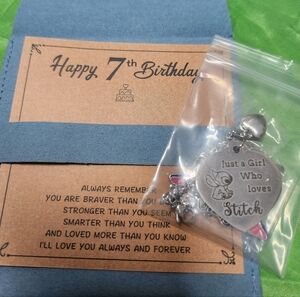 Happy 7th Birthday
Just a Girl
Who
loves
Stitch
ALWAYS REMEMBER
YOU ARE BRAVER THAN YOU
STRONGER THAN YOU SEEM
SMARTER THAN YOU THINK
AND LOVED MORE THAN YOU KNOW
I'LL LOVE YOU ALWAYS AND FOREVER